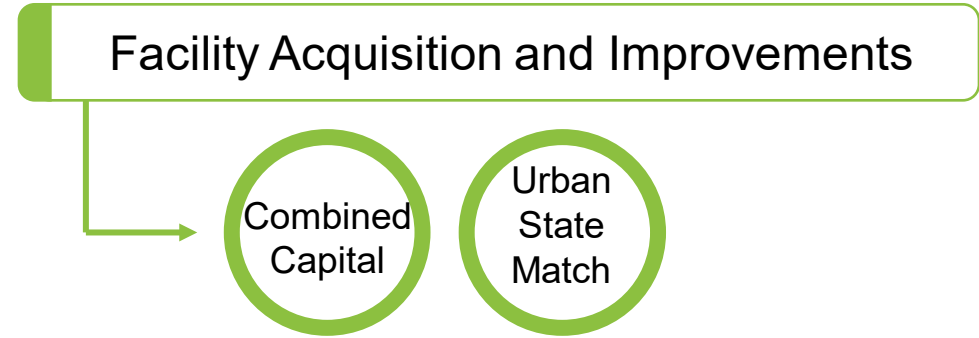 Facility Acquisition and Improvements
Combined
Capital
Urban
State
Match